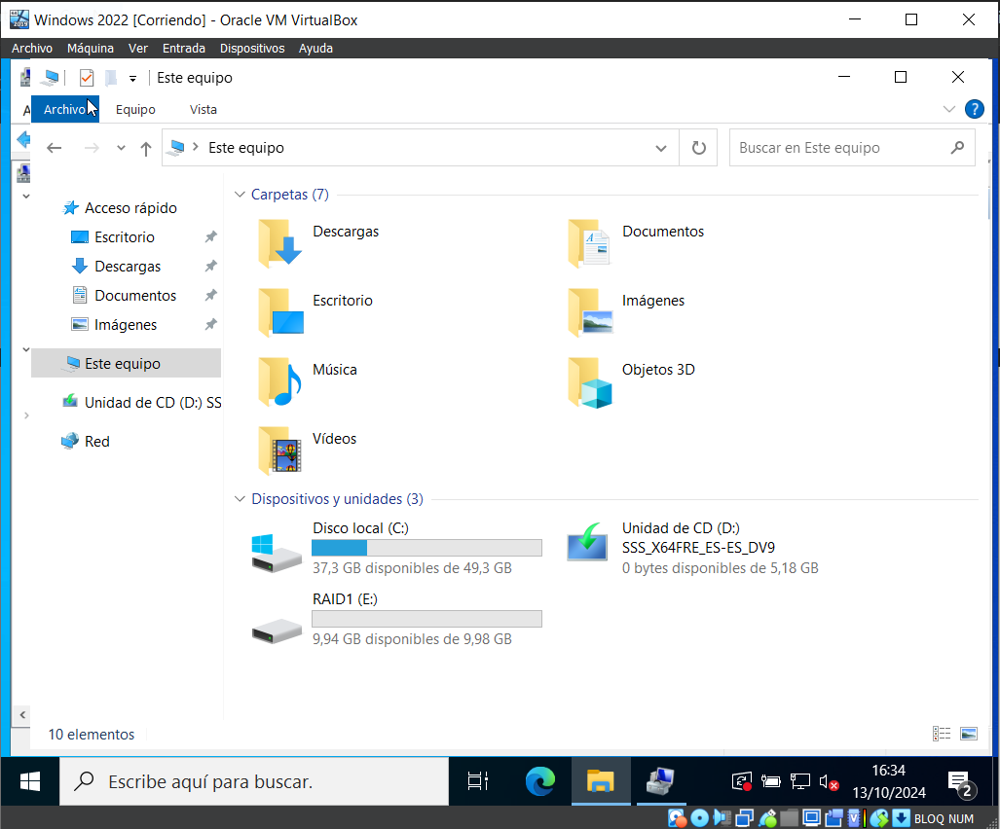 Windows 2022 [Corriendo] - Oracle VM VirtualBox
Archivo Máquina Ver Entrada Dispositivos Ayuda
Este equipo
A Archivo Equipo Vista ?
Este equipo
Buscar en Este equipo
Acceso rápido
Escritorio
Descargas
Documentos
Imágenes
Este equipo
Unidad de CD (D:) SS
Red
Carpetas (7)
Descargas
Documentos
Escritorio
Imágenes
Música
Objetos 3D
Vídeos
Dispositivos y unidades (3)
Disco local (C:)
37,3 GB disponibles de 49,3 GB
Unidad de CD (D:)
SSS_X64FRE_ES-ES_DV9
0 bytes disponibles de 5,18 GB
RAID1 (E:)
9,94 GB disponibles de 9,98 GB
10 elementos
Escribe aquí para buscar.
16:34
13/10/2024
2
BLOQ NUM